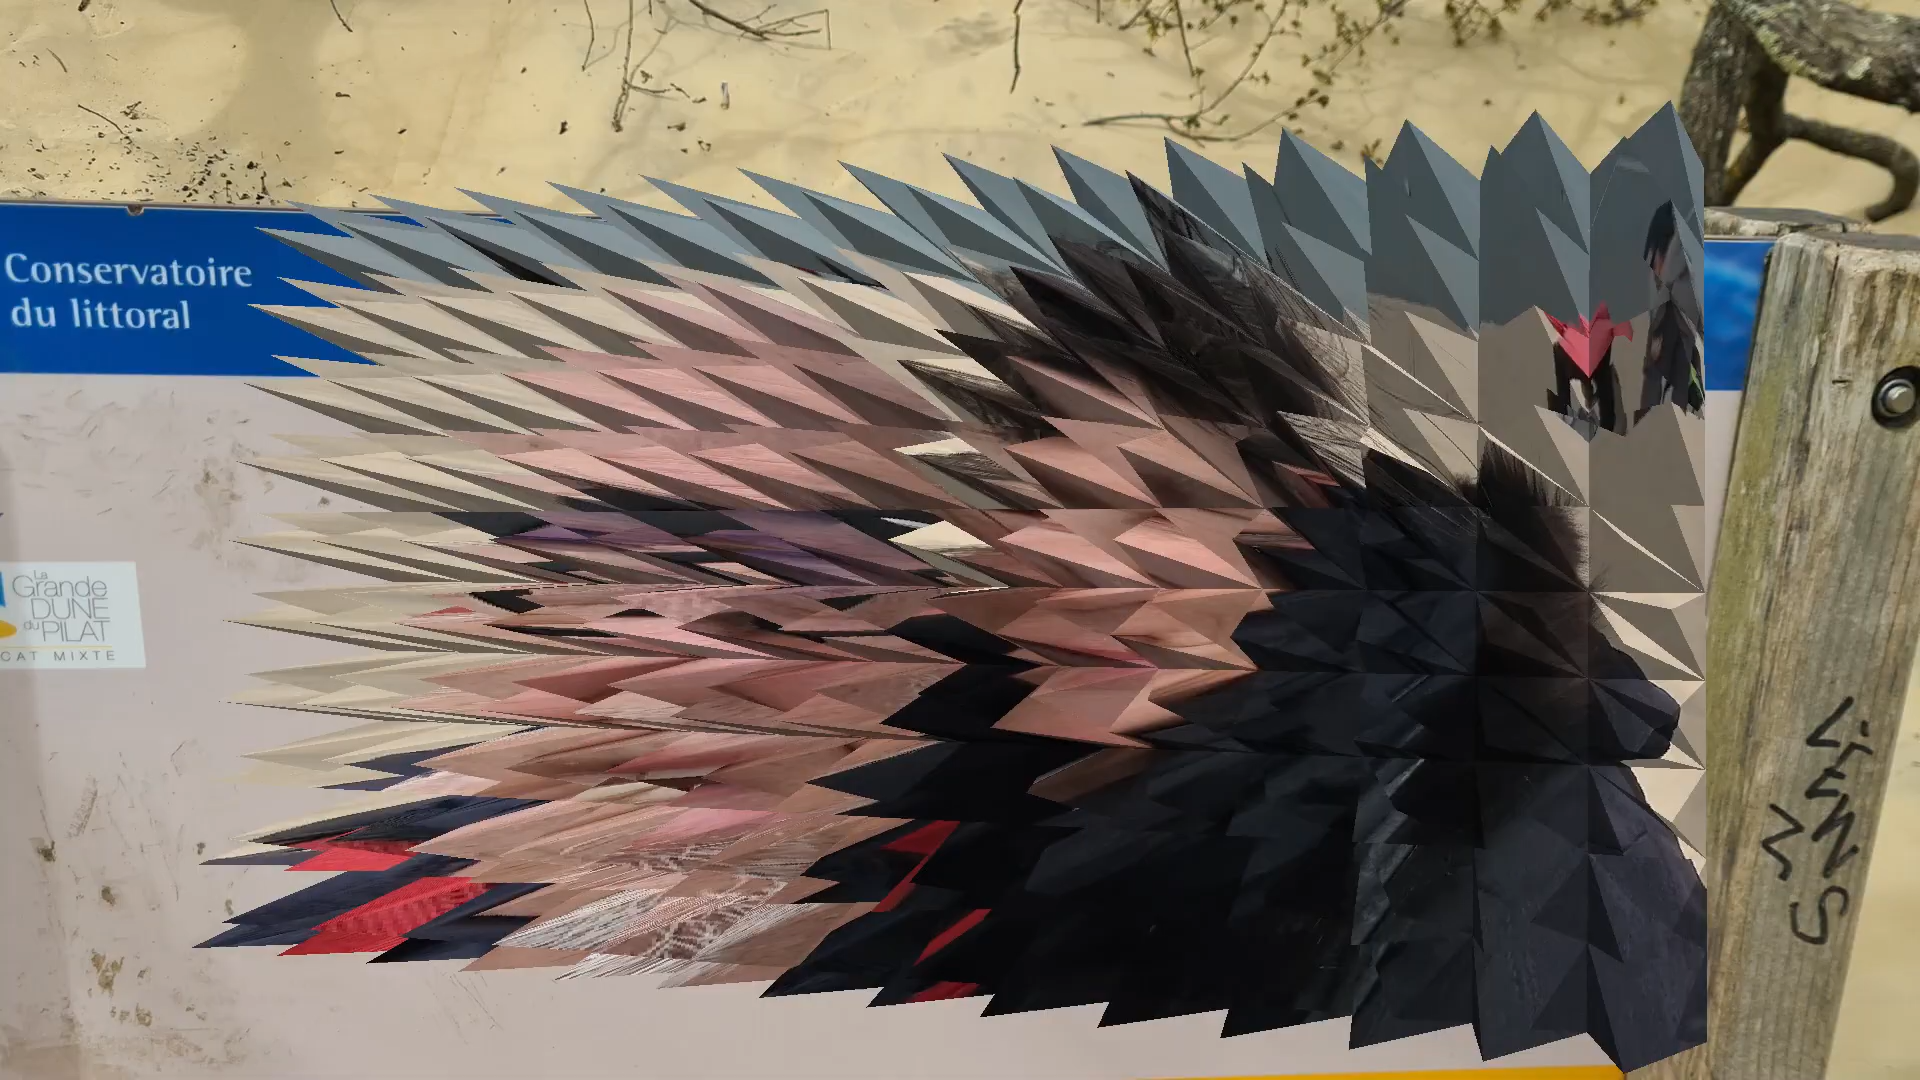 Conservatoire
du littoral
La
Grande
DUNE
du PILAT
CAT MIXTE